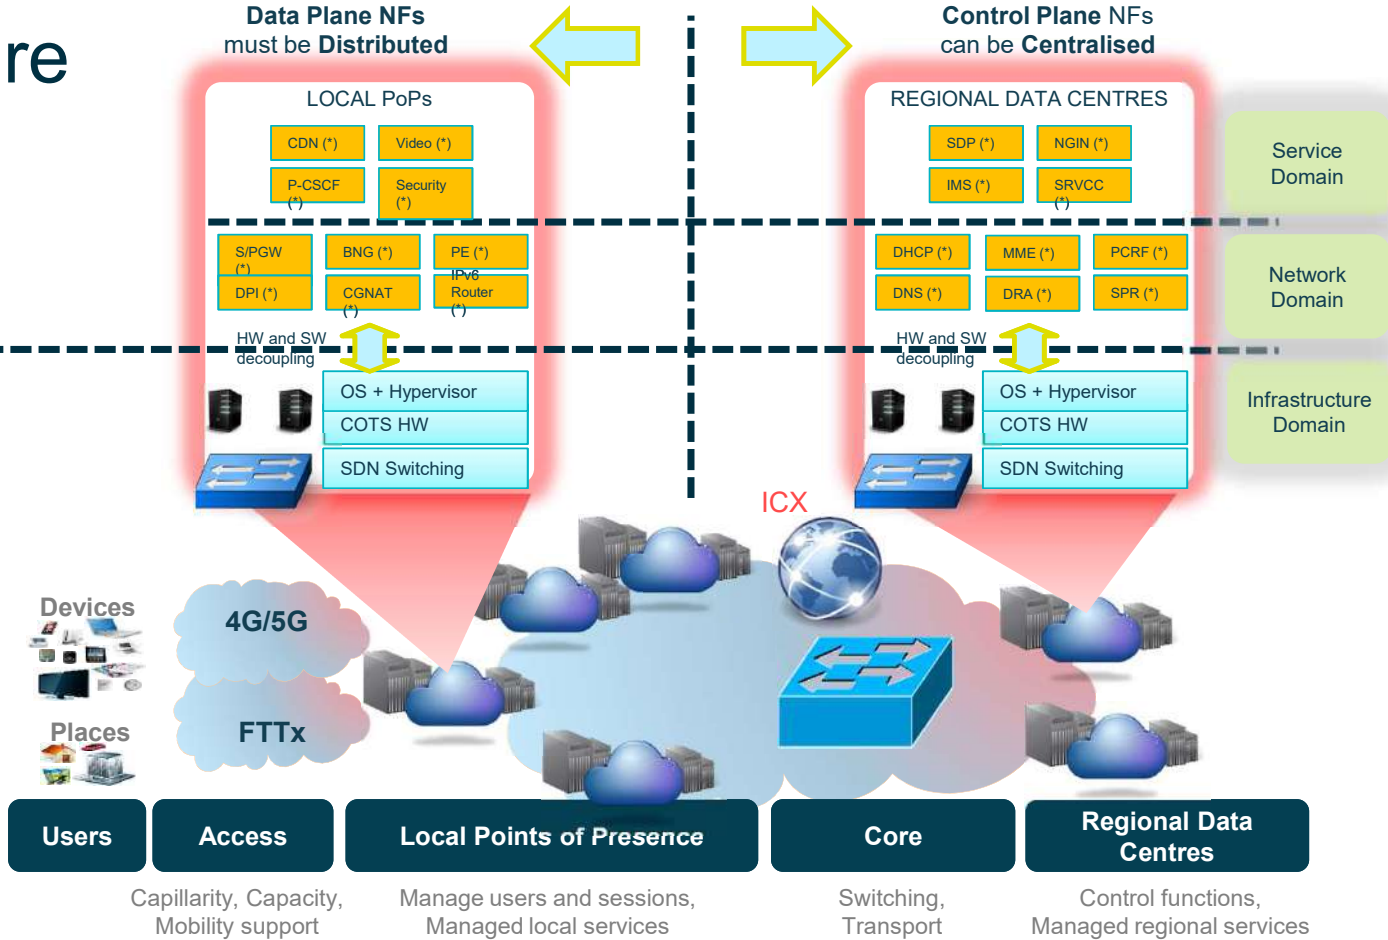 re
Data Plane NFs
must be Distributed
Control Plane NFs
can be Centralised
LOCAL PoPs
CDN (*)
Video (*)
P-CSCF
(*)
Security
(*)
S/PGW
(*)
BNG (*)
PE (*)
DPI (*)
CGNAT
(*)
IPv6
Router
(*)
HW and SW
decoupling
OS + Hypervisor
COTS HW
SDN Switching
REGIONAL DATA CENTRES
SDP (*)
NGIN (*)
IMS (*)
SRVCC
(*)
DHCP (*)
MME (*)
PCRF (*)
DNS (*)
DRA (*)
SPR (*)
HW and SW
decoupling
OS + Hypervisor
COTS HW
SDN Switching
Service
Domain
Network
Domain
Infrastructure
Domain
ICX
Devices
4G/5G
Places
FTTx
Users
Access
Local Points of Presence
Core
Regional Data
Centres
Capillarity, Capacity,
Mobility support
Manage users and sessions,
Managed local services
Switching,
Transport
Control functions,
Managed regional services